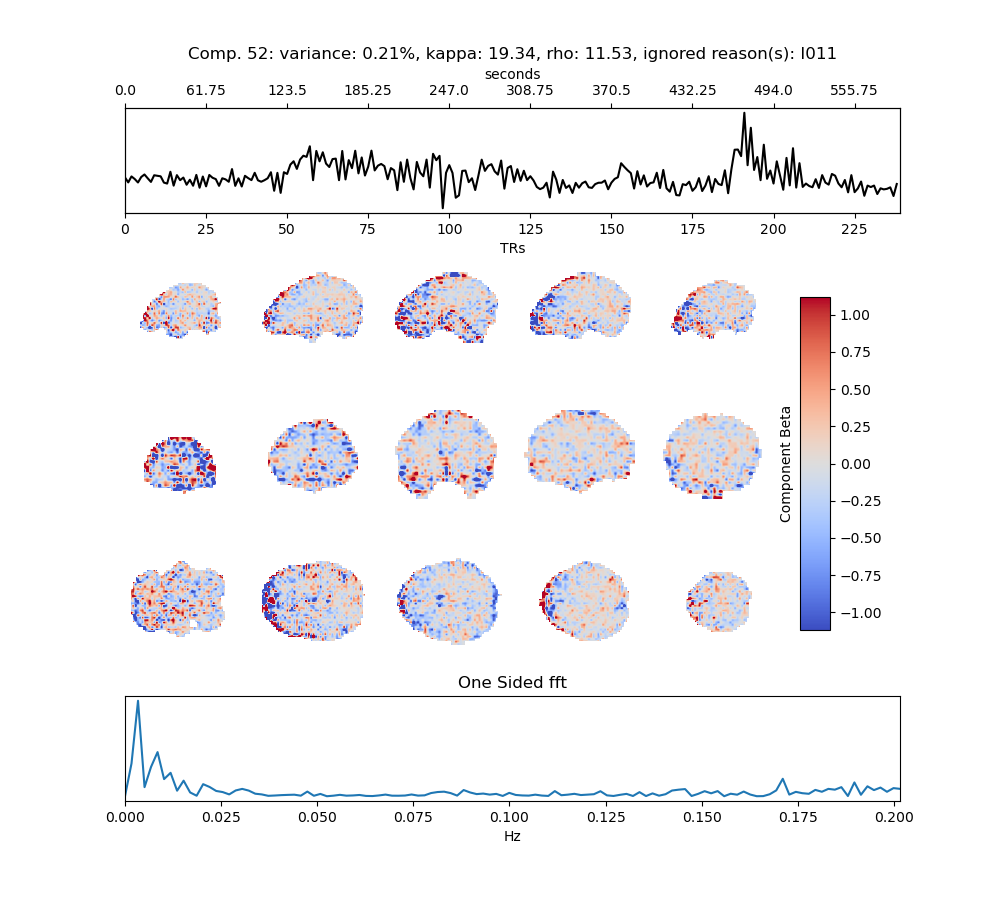 Comp. 52: variance: 0.21%, kappa: 19.34, rho: 11.53, ignored reason(s): I011
seconds
0.0 61.75 123.5 185.25 247.0 308.75 370.5 432.25 494.0 555.75
0 25 50 75 100 125 150 175 200 225
TRs
1.00
0.75
0.50
0.25
0.00
−0.25
−0.50
−0.75
−1.00
Component Beta
One Sided fft
0.000 0.025 0.050 0.075 0.100 0.125 0.150 0.175 0.200
Hz